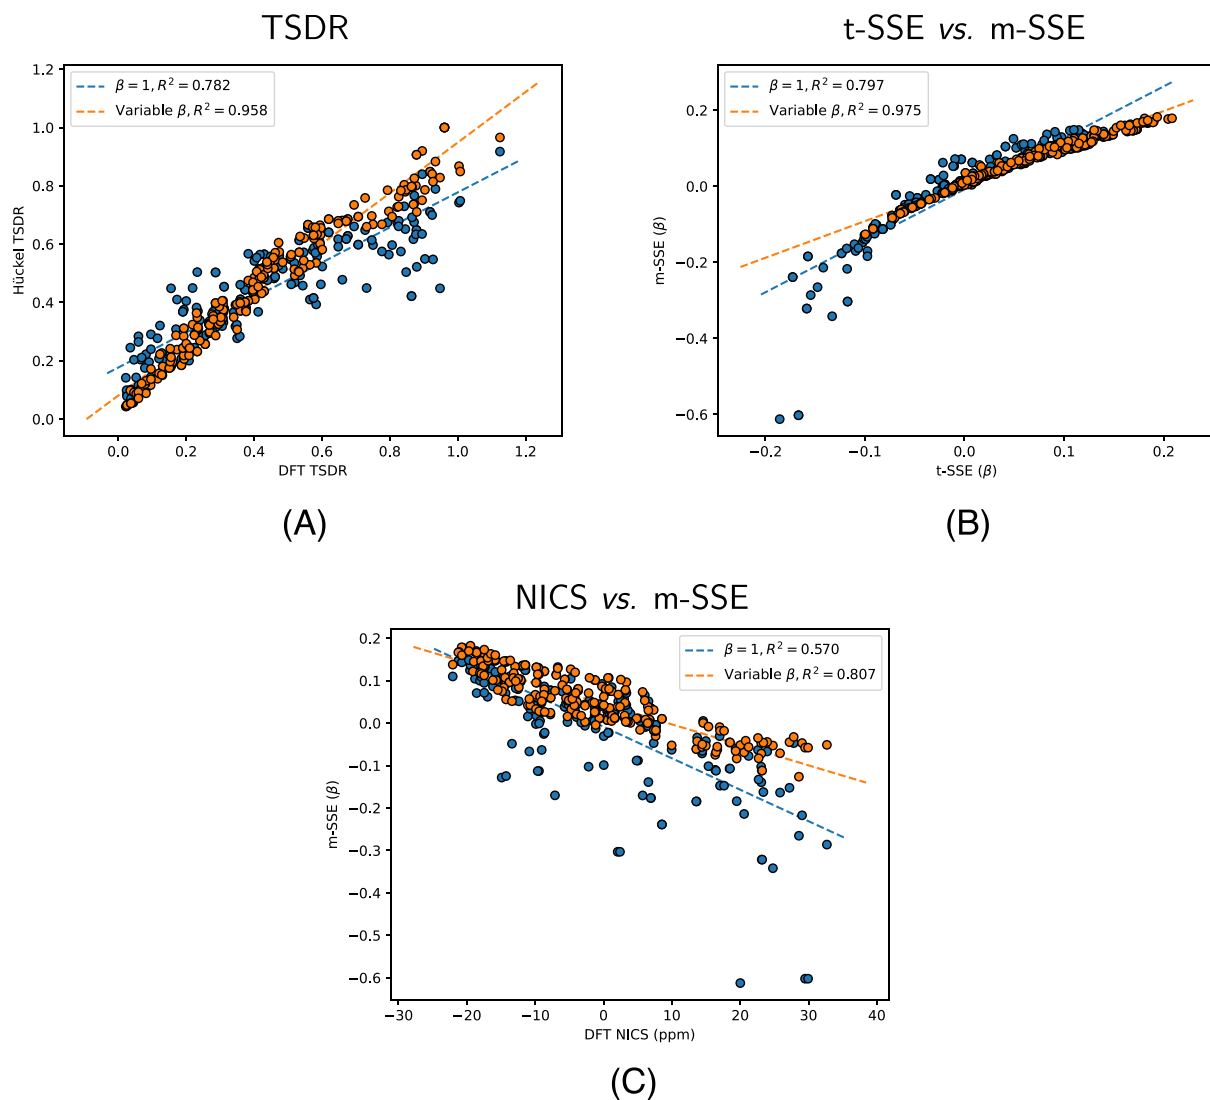 TSDR
β = 1, R² = 0.782
Variable β, R² = 0.958
1.2
1.0
0.8
0.6
0.4
0.2
0.0
Hückel TSDR
0.0 0.2 0.4 0.6 0.8 1.0 1.2
DFT TSDR
(A)
t-SSE vs. m-SSE
β = 1, R² = 0.797
Variable β, R² = 0.975
0.2
0.0
−0.2
−0.4
−0.6
m-SSE (β)
−0.2 −0.1 0.0 0.1 0.2
t-SSE (β)
(B)
NICS vs. m-SSE
β = 1, R² = 0.570
Variable β, R² = 0.807
0.2
0.1
0.0
−0.1
−0.2
−0.3
−0.4
−0.5
−0.6
m-SSE (β)
−30 −20 −10 0 10 20 30 40
DFT NICS (ppm)
(C)